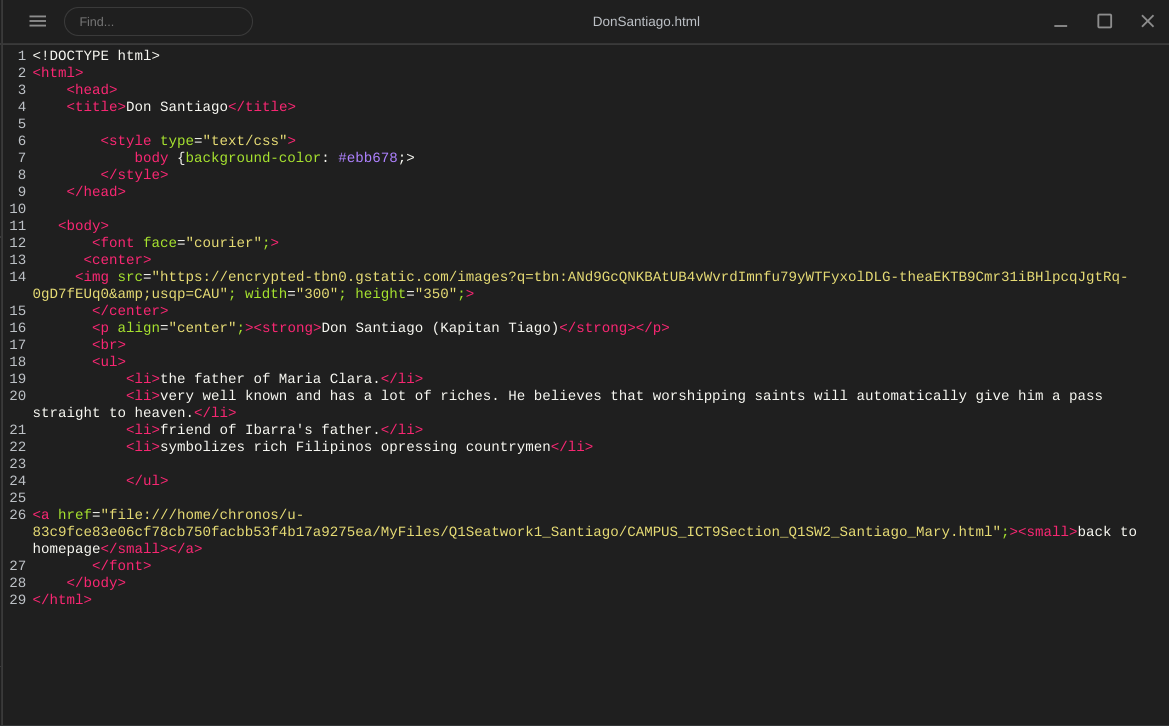 Find...
DonSantiago.html
1 <!DOCTYPE html>
2 <html>
3     <head>
4     <title>Don Santiago</title>
5
6         <style type="text/css">
7             body {background-color: #ebb678;>
8         </style>
9     </head>
10
11    <body>
12        <font face="courier";>
13       <center>
14      <img src="https://encrypted-tbn0.gstatic.com/images?q=tbn:ANd9GcQNKBAtUB4vWvrdImnfu79yWTFyxolDLG-theaEKTB9Cmr31iBHlpcqJgtRq-
0gD7fEUq0&amp;usqp=CAU"; width="300"; height="350";>
15        </center>
16        <p align="center";><strong>Don Santiago (Kapitan Tiago)</strong></p>
17        <br>
18        <ul>
19            <li>the father of Maria Clara.</li>
20            <li>very well known and has a lot of riches. He believes that worshipping saints will automatically give him a pass
straight to heaven.</li>
21            <li>friend of Ibarra's father.</li>
22            <li>symbolizes rich Filipinos opressing countrymen</li>
23
24            </ul>
25
26 <a href="file:///home/chronos/u-
83c9fce83e06cf78cb750facbb53f4b17a9275ea/MyFiles/Q1Seatwork1_Santiago/CAMPUS_ICT9Section_Q1SW2_Santiago_Mary.html";><small>back to
homepage</small></a>
27        </font>
28     </body>
29 </html>